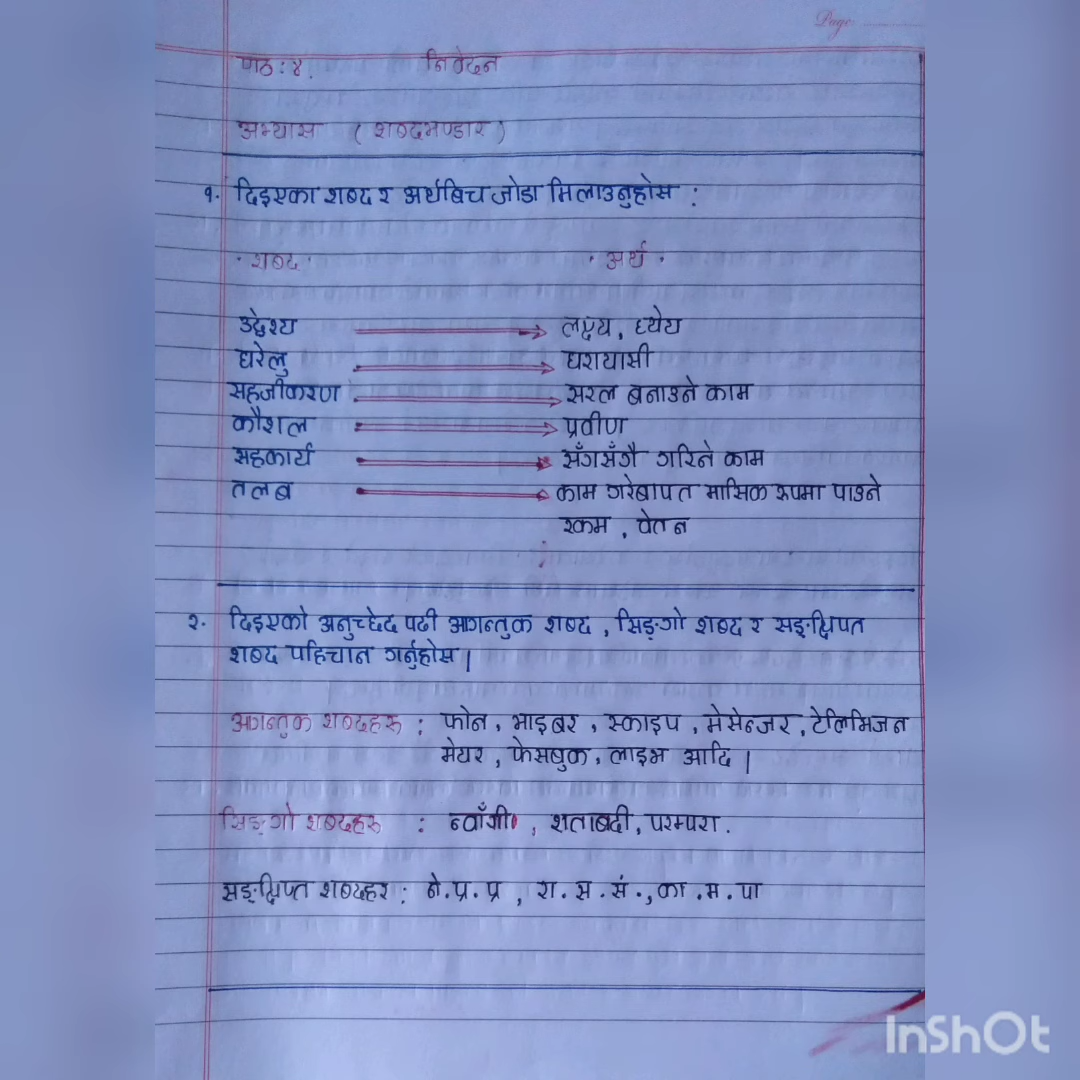 Page
पाठ : ४. निवेदन
अभ्यास ( शब्दभण्डार )
१. दिइएका शब्द र अर्थबिच जोडा मिलाउनुहोस :
शब्द अर्थ
उद्देश्य लक्ष्य, ध्येय
घरेलु घरायासी
सहजीकरण सरल बनाउने काम
कौशल प्रवीण
सहकार्य सँगसँगै गरिने काम
तलब काम गरेबापत मासिक रुपमा पाउने
रकम , वेतन
२. दिइएको अनुच्छेद पढी आगन्तुक शब्द , सिङ्गो शब्द र सङ्क्षिपत
शब्द पहिचान गर्नुहोस |
आगन्तुक शब्दहरू : फोन, भाइबर , स्काइप , मेसेन्जर, टेलिभिजन
मेयर , फेसबुक, लाइभ आदि |
सिङ्गो शब्दहरू : न्वाँगी , शताबदी, परम्परा.
सङ्क्षिप्त शब्दहरु : ने.प्र.प्र , रा. स . सं ., का . म . पा
InShOt